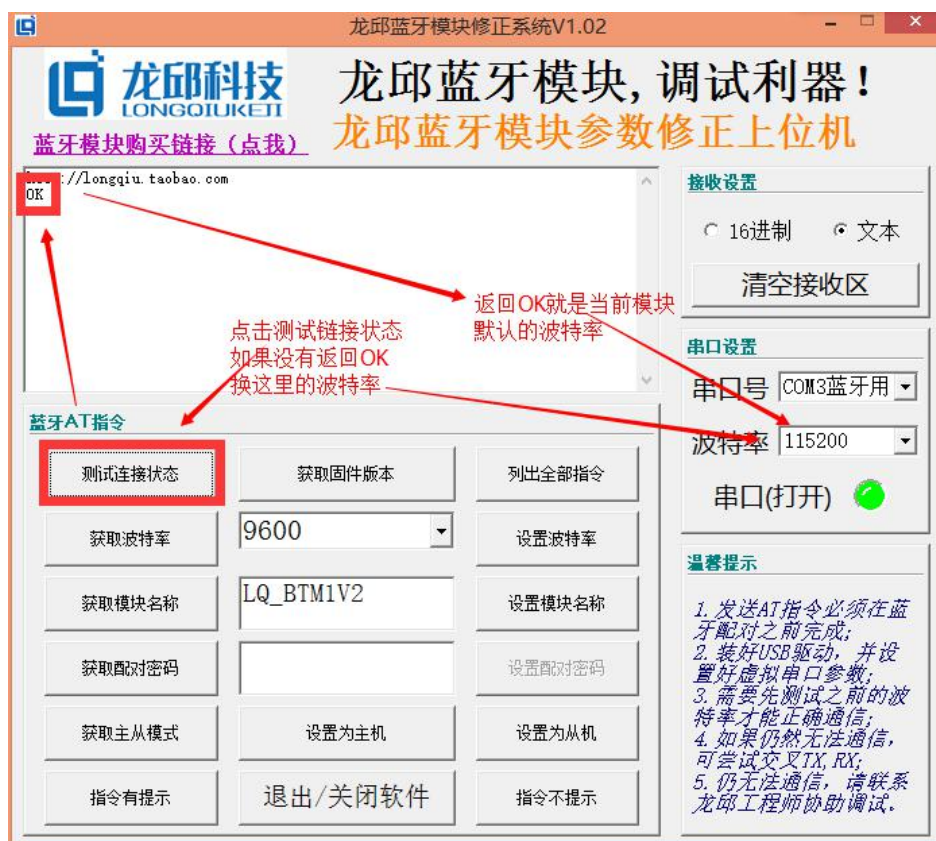 龙邱蓝牙模块修正系统V1.02
龙邱科技
LONGQIUKEJI
龙邱蓝牙模块,调试利器!
龙邱蓝牙模块参数修正上位机
蓝牙模块购买链接(点我)
://longqiu.taobao.com
OK
接收设置
16进制
文本
清空接收区
返回OK就是当前模块
默认的波特率
点击测试链接状态
如果没有返回OK
换这里的波特率
串口设置
串口号 COM3蓝牙用
波特率 115200
串口(打开)
蓝牙AT指令
测试连接状态
获取固件版本
列出全部指令
获取波特率
9600
设置波特率
获取模块名称
LQ_BTM1V2
设置模块名称
获取配对密码
设置配对密码
获取主从模式
设置为主机
设置为从机
指令有提示
退出/关闭软件
指令不提示
温馨提示
1.发送AT指令必须在蓝
牙配对之前完成;
2.装好USB驱动,并设
置好虚拟串口参数;
3.需要先测试之前的波
特率才能正确通信;
4.如果仍然无法通信,
可尝试交叉TX,RX;
5.仍无法通信,请联系
龙邱工程师协助调试。